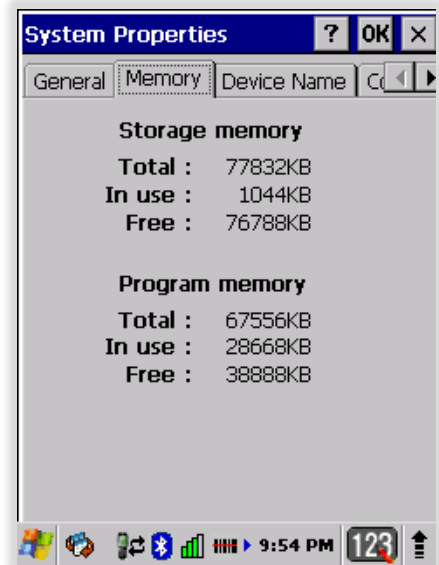 System Properties ? OK ×
General Memory Device Name
Storage memory
Total : 77832KB
In use : 1044KB
Free : 76788KB
Program memory
Total : 67556KB
In use : 28668KB
Free : 38888KB
9:54 PM 123